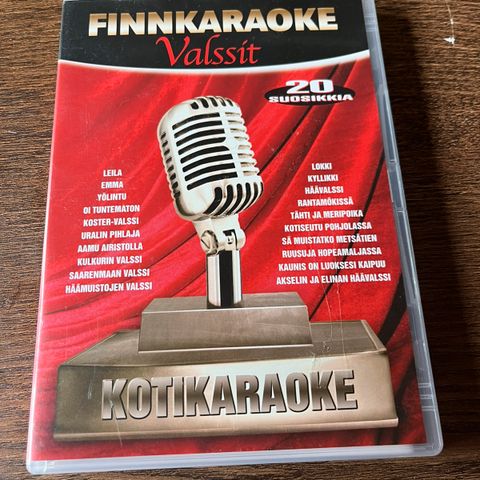 FINNKARAOKE
Valssit
20
SUOSIKKIA
LEILA
EMMA
YÖLINTU
OI TUNTEMATON
KOSTER-VALSSI
URALIN PIHLAJA
AAMU AIRISTOLLA
KULKURIN VALSSI
SAARENMAAN VALSSI
HÄÄMUISTOJEN VALSSI
LOKKI
KYLLIKKI
HÄÄVALSSI
RANTAMÖKISSÄ
TÄHTI JA MERIPOIKA
KOTISEUTU POHJOLASSA
SÄ MUISTATKO METSÄTIEN
RUUSUJA HOPEAMALJASSA
KAUNIS ON LUOKSESI KAIPUU
AKSELIN JA ELINAN HÄÄVALSSI
KOTIKARAOKE